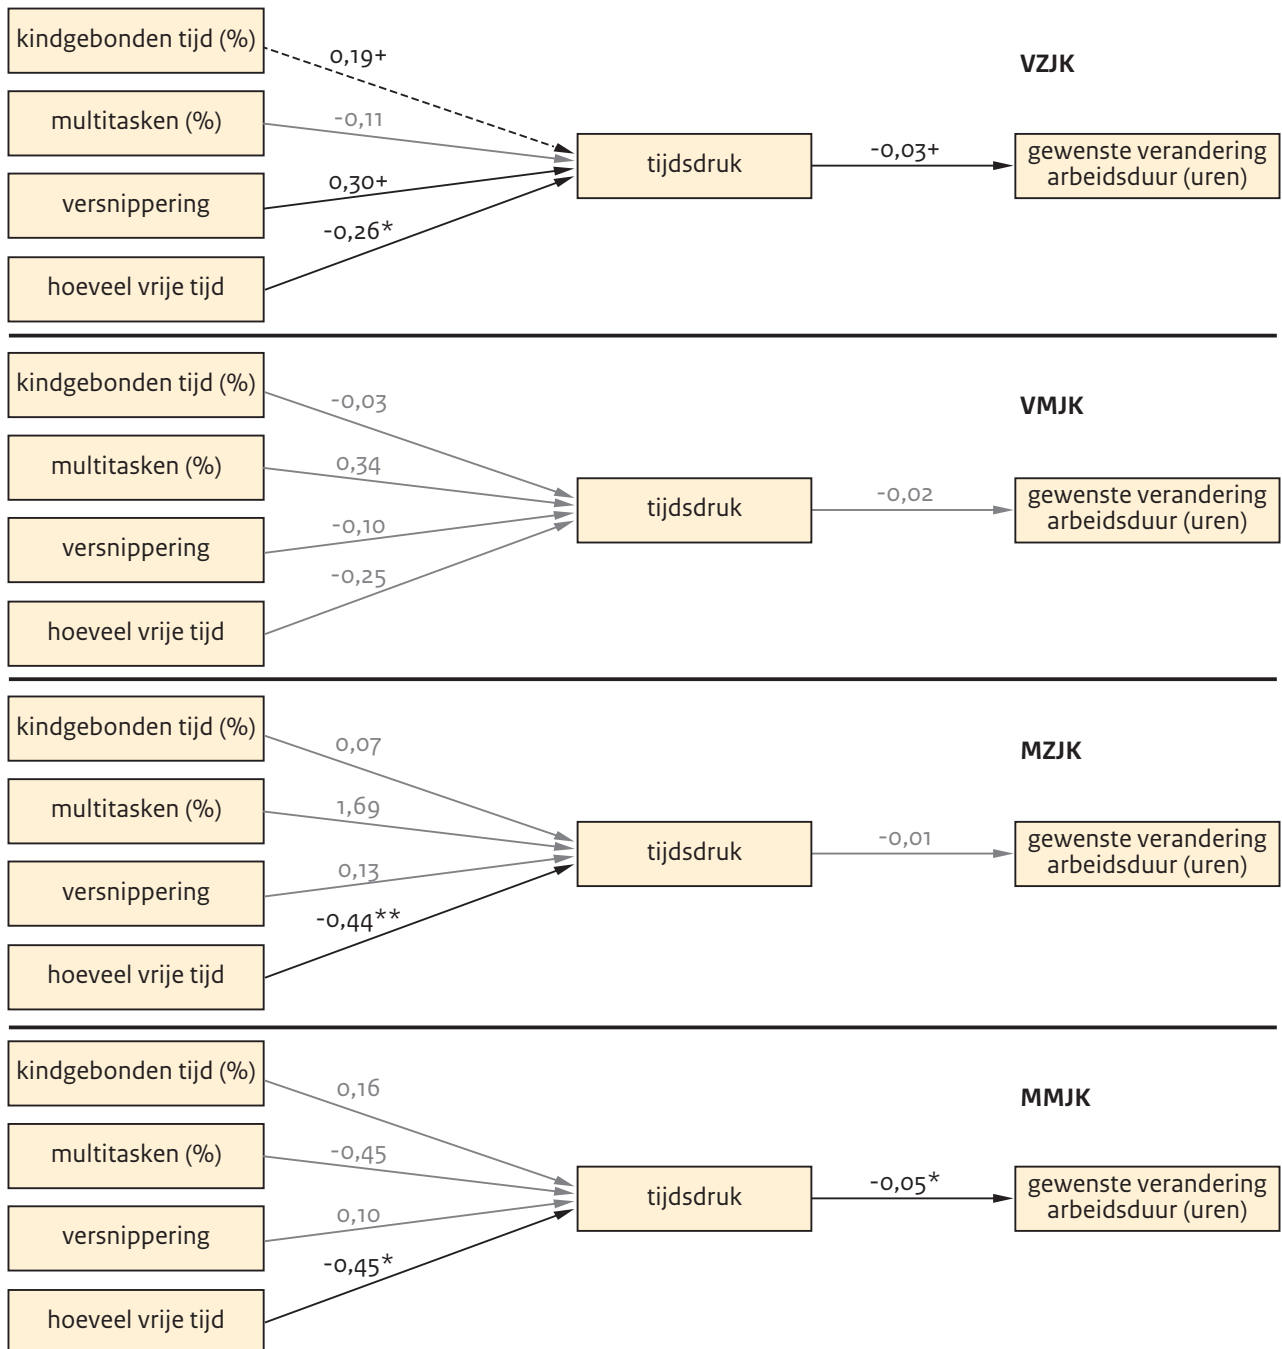 kindgebonden tijd (%)
0,19+
VZJK
multitasken (%)
-0,11
tijdsdruk
-0,03+
gewenste verandering
arbeidsduur (uren)
versnippering
0,30+
-0,26*
hoeveel vrije tijd
kindgebonden tijd (%)
-0,03
VMJK
multitasken (%)
0,34
tijdsdruk
-0,02
gewenste verandering
arbeidsduur (uren)
versnippering
-0,10
-0,25
hoeveel vrije tijd
kindgebonden tijd (%)
0,07
MZJK
multitasken (%)
1,69
tijdsdruk
-0,01
gewenste verandering
arbeidsduur (uren)
versnippering
0,13
-0,44**
hoeveel vrije tijd
kindgebonden tijd (%)
0,16
MMJK
multitasken (%)
-0,45
tijdsdruk
-0,05*
gewenste verandering
arbeidsduur (uren)
versnippering
0,10
-0,45*
hoeveel vrije tijd